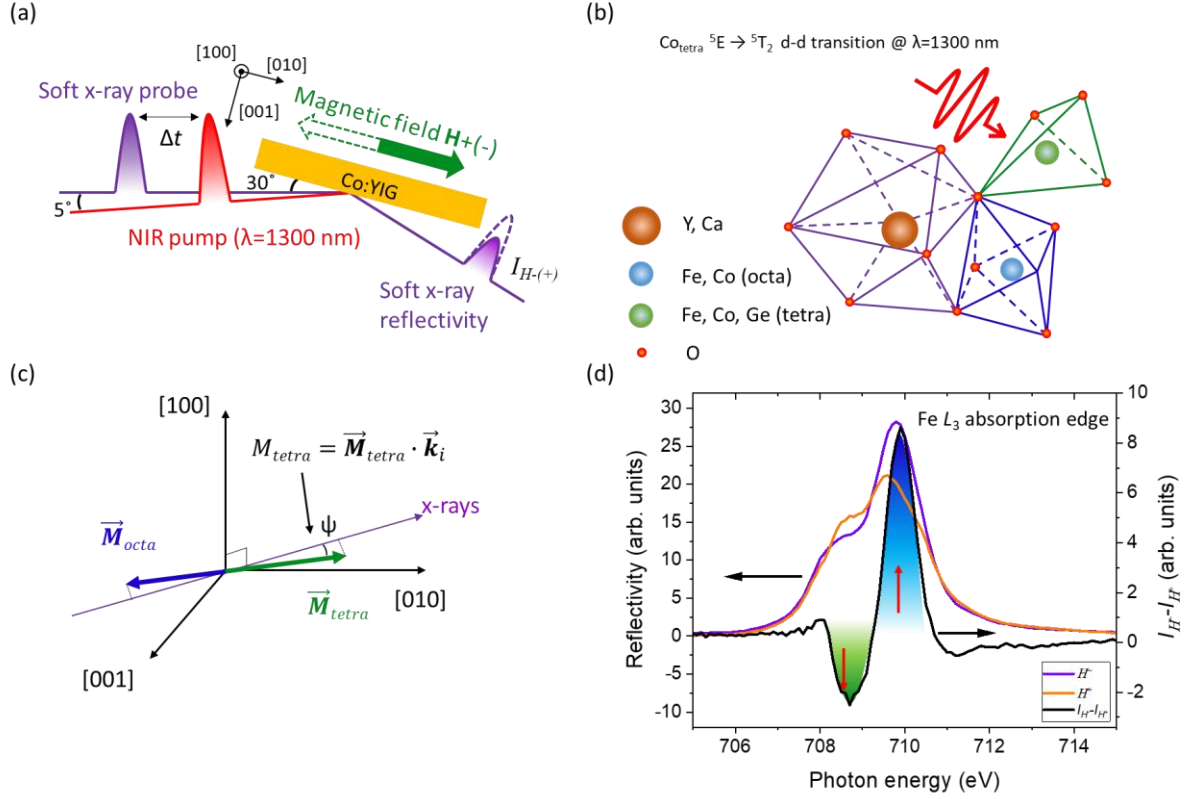 (a)
[100]
[010]
[001]
Soft x-ray probe
Δt
Magnetic field H+(-)
Co:YIG
30°
5°
NIR pump (λ=1300 nm)
I_H-(+)
Soft x-ray
reflectivity
(b)
Co_tetra ⁵E → ⁵T₂ d-d transition @ λ=1300 nm
Y, Ca
Fe, Co (octa)
Fe, Co, Ge (tetra)
O
(c)
[100]
M_tetra = M⃗_tetra · k⃗_i
x-rays
ψ
M⃗_octa
M⃗_tetra
[010]
[001]
(d)
Fe L₃ absorption edge
Reflectivity (arb. units)
30
25
20
15
10
5
0
-5
-10
10
8
6
4
2
0
-2
(arb. units)
706
708
710
712
714
Photon energy (eV)